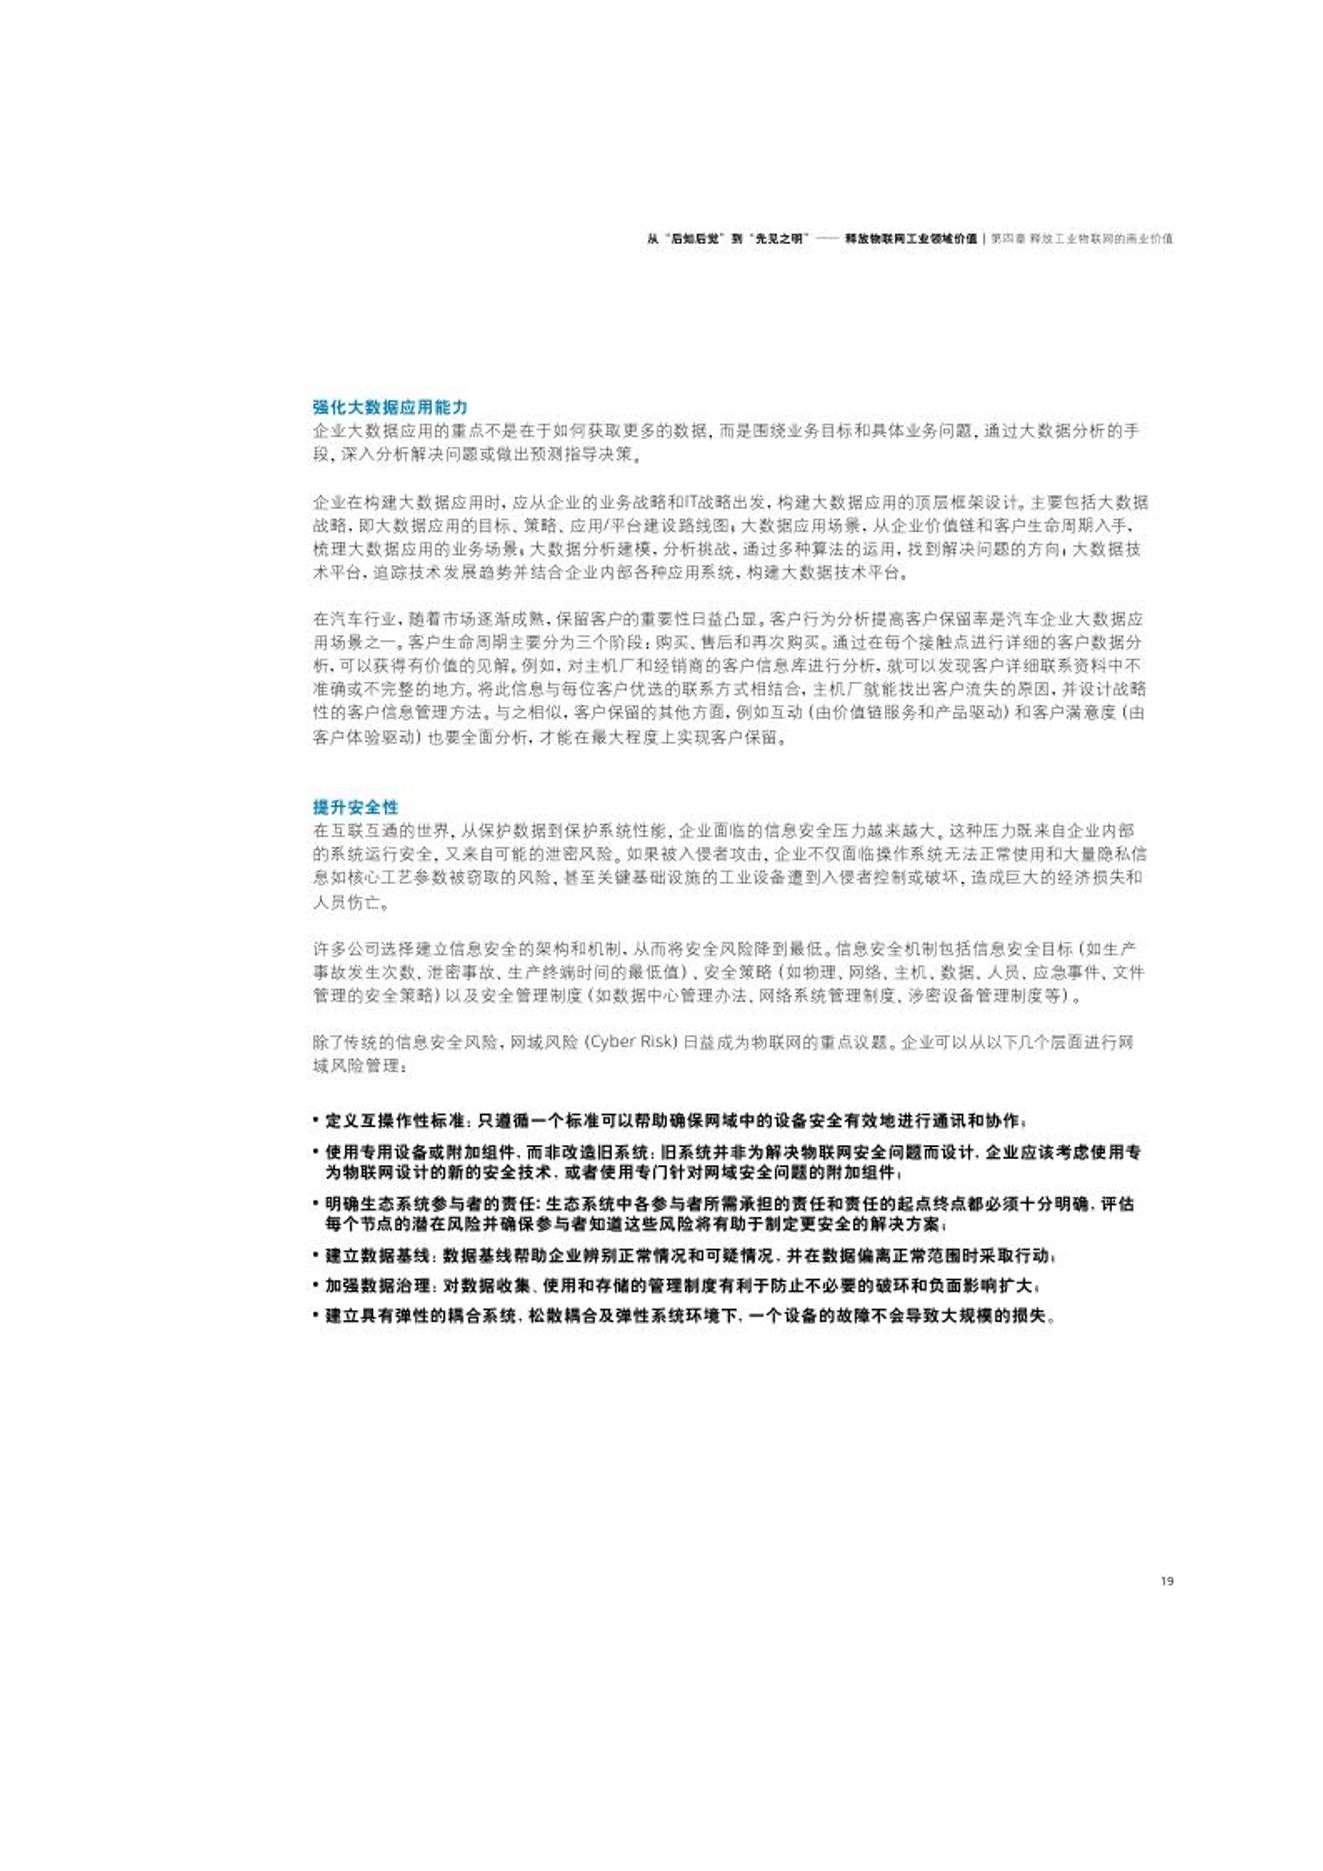 从“后知后觉”到“先见之明”—— 释放物联网工业领域价值 | 第四章 释放工业物联网的商业价值
强化大数据应用能力
企业大数据应用的重点不是在于如何获取更多的数据，而是围绕业务目标和具体业务问题，通过大数据分析的手
段，深入分析解决问题或做出预测指导决策。
企业在构建大数据应用时，应从企业的业务战略和IT战略出发，构建大数据应用的顶层框架设计。主要包括大数据
战略，即大数据应用的目标、策略、应用/平台建设路线图；大数据应用场景，从企业价值链和客户生命周期入手，
梳理大数据应用的业务场景；大数据分析建模，分析挑战，通过多种算法的运用，找到解决问题的方向；大数据技
术平台，追踪技术发展趋势并结合企业内部各种应用系统，构建大数据技术平台。
在汽车行业，随着市场逐渐成熟，保留客户的重要性日益凸显。客户行为分析提高客户保留率是汽车企业大数据应
用场景之一。客户生命周期主要分为三个阶段：购买、售后和再次购买。通过在每个接触点进行详细的客户数据分
析，可以获得有价值的见解。例如，对主机厂和经销商的客户信息库进行分析，就可以发现客户详细联系资料中不
准确或不完整的地方。将此信息与每位客户优选的联系方式相结合，主机厂就能找出客户流失的原因，并设计战略
性的客户信息管理方法。与之相似，客户保留的其他方面，例如互动（由价值链服务和产品驱动）和客户满意度（由
客户体验驱动）也要全面分析，才能在最大程度上实现客户保留。
提升安全性
在互联互通的世界，从保护数据到保护系统性能，企业面临的信息安全压力越来越大。这种压力既来自企业内部
的系统运行安全，又来自可能的泄密风险。如果被入侵者攻击，企业不仅面临操作系统无法正常使用和大量隐私信
息如核心工艺参数被窃取的风险，甚至关键基础设施的工业设备遭到入侵者控制或破坏，造成巨大的经济损失和
人员伤亡。
许多公司选择建立信息安全的架构和机制，从而将安全风险降到最低。信息安全机制包括信息安全目标（如生产
事故发生次数、泄密事故、生产终端时间的最低值）、安全策略（如物理、网络、主机、数据、人员、应急事件、文件
管理的安全策略）以及安全管理制度（如数据中心管理办法、网络系统管理制度、涉密设备管理制度等）。
除了传统的信息安全风险，网域风险（Cyber Risk）日益成为物联网的重点议题。企业可以从以下几个层面进行网
域风险管理：
• 定义互操作性标准：只遵循一个标准可以帮助确保网域中的设备安全有效地进行通讯和协作；
• 使用专用设备或附加组件，而非改造旧系统：旧系统并非为解决物联网安全问题而设计，企业应该考虑使用专
为物联网设计的新的安全技术，或者使用专门针对网域安全问题的附加组件；
• 明确生态系统参与者的责任：生态系统中各参与者所需承担的责任和责任的起点终点都必须十分明确，评估
每个节点的潜在风险并确保参与者知道这些风险将有助于制定更安全的解决方案；
• 建立数据基线：数据基线帮助企业辨别正常情况和可疑情况，并在数据偏离正常范围时采取行动；
• 加强数据治理：对数据收集、使用和存储的管理制度有利于防止不必要的破环和负面影响扩大；
• 建立具有弹性的耦合系统，松散耦合及弹性系统环境下，一个设备的故障不会导致大规模的损失。
19